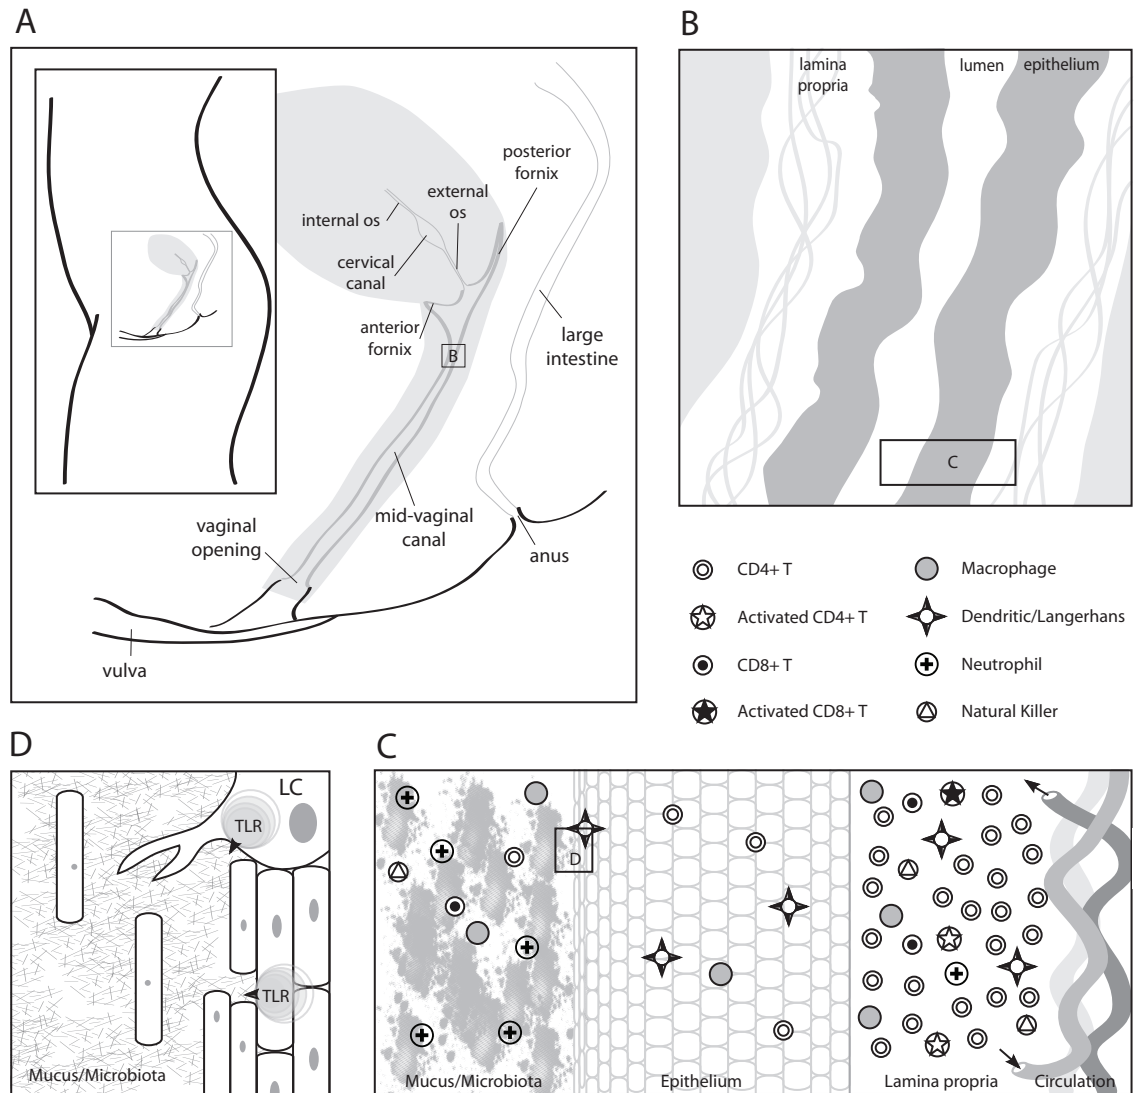 A
B
posterior
fornix
external
os
internal os
cervical
canal
anterior
fornix
B
large
intestine
mid-vaginal
canal
vaginal
opening
anus
vulva
lamina
propria
lumen
epithelium
C
CD4+ T
Macrophage
Activated CD4+ T
Dendritic/Langerhans
CD8+ T
Neutrophil
Activated CD8+ T
Natural Killer
D
LC
TLR
TLR
Mucus/Microbiota
C
D
Mucus/Microbiota
Epithelium
Lamina propria
Circulation